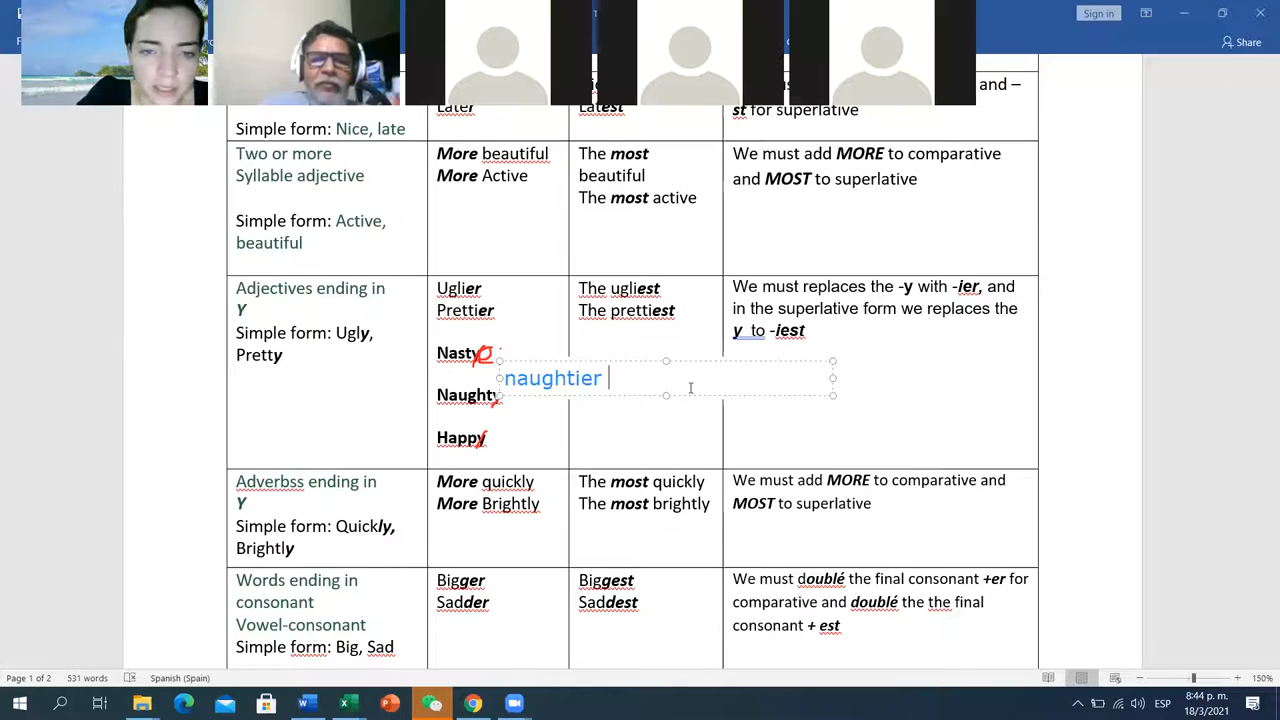 Sign in
Share
and –
Later
Latest
st for superlative
Simple form: Nice, late
Two or more
Syllable adjective
Simple form: Active,
beautiful
More beautiful
More Active
The most
beautiful
The most active
We must add MORE to comparative
and MOST to superlative
Adjectives ending in
Y
Simple form: Ugly,
Pretty
Uglier
Prettier
Nasty
Naughty
Happy
The ugliest
The prettiest
We must replaces the -y with -ier, and
in the superlative form we replaces the
y to -iest
naughtier
Adverbss ending in
Y
Simple form: Quickly,
Brightly
More quickly
More Brightly
The most quickly
The most brightly
We must add MORE to comparative and
MOST to superlative
Words ending in
consonant
Vowel-consonant
Simple form: Big, Sad
Bigger
Sadder
Biggest
Saddest
We must doublé the final consonant +er for
comparative and doublé the the final
consonant + est
Page 1 of 2
531 words
Spanish (Spain)
150%
ESP
8:44 p. m.
18/3/2021